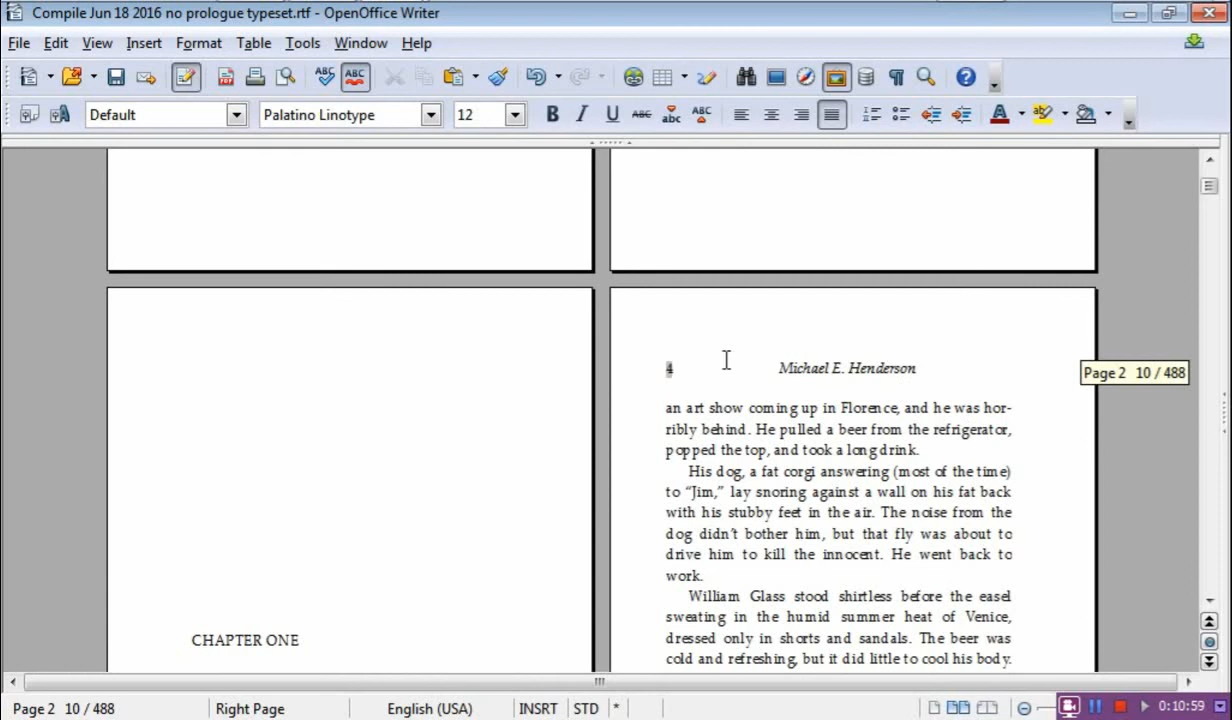 Compile Jun 18 2016 no prologue typeset.rtf - OpenOffice Writer
File Edit View Insert Format Table Tools Window Help
Default Palatino Linotype 12
4 Michael E. Henderson
Page 2 10 / 488
an art show coming up in Florence, and he was hor-
ribly behind. He pulled a beer from the refrigerator,
popped the top, and took a long drink.
His dog, a fat corgi answering (most of the time)
to “Jim,” lay snoring against a wall on his fat back
with his stubby feet in the air. The noise from the
dog didn’t bother him, but that fly was about to
drive him to kill the innocent. He went back to
work.
William Glass stood shirtless before the easel
sweating in the humid summer heat of Venice,
dressed only in shorts and sandals. The beer was
cold and refreshing, but it did little to cool his body.
CHAPTER ONE
Page 2 10 / 488 Right Page English (USA) INSRT STD * 0:10:59